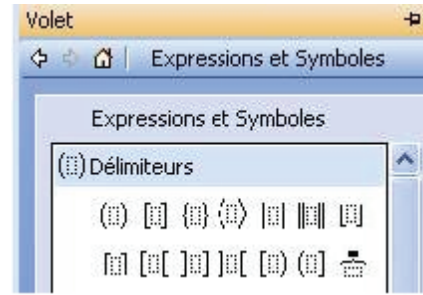 Volet
Expressions et Symboles
Expressions et Symboles
(⬚) Délimiteurs
(⬚) [⬚] {⬚} ⟨⬚⟩ |⬚| ‖⬚‖ ⌊⬚⌋
⌈⬚⌉ [⬚[ ]⬚] ]⬚[ [⬚) (⬚]